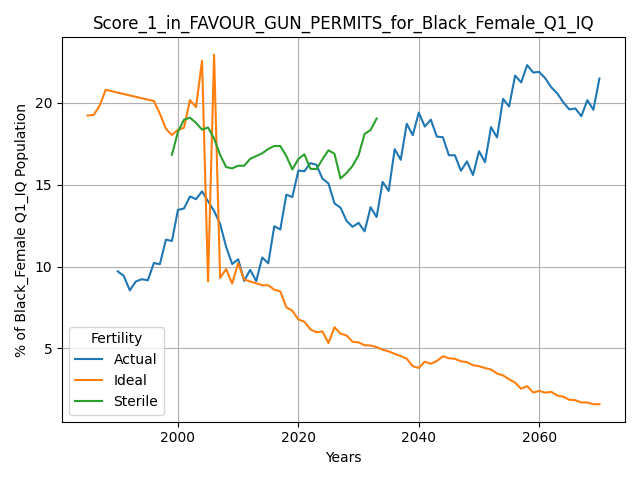 Score_1_in_FAVOUR_GUN_PERMITS_for_Black_Female_Q1_IQ
% of Black_Female Q1_IQ Population
20
15
10
5
Fertility
Actual
Ideal
Sterile
2000 2020 2040 2060
Years